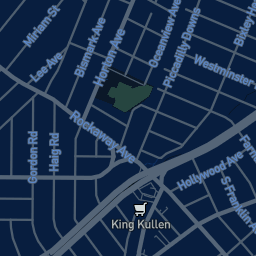 Miriam-St
Bismark-Ave
Horton-Ave
Oceanview-Ave
Piccadilly Downs
Bixley-He
Lee-Ave
Westminster
Rockaway Ave
Gordon-Rd
Haig-Rd
Hollywood Ave
S-Franklin-A
King Kullen